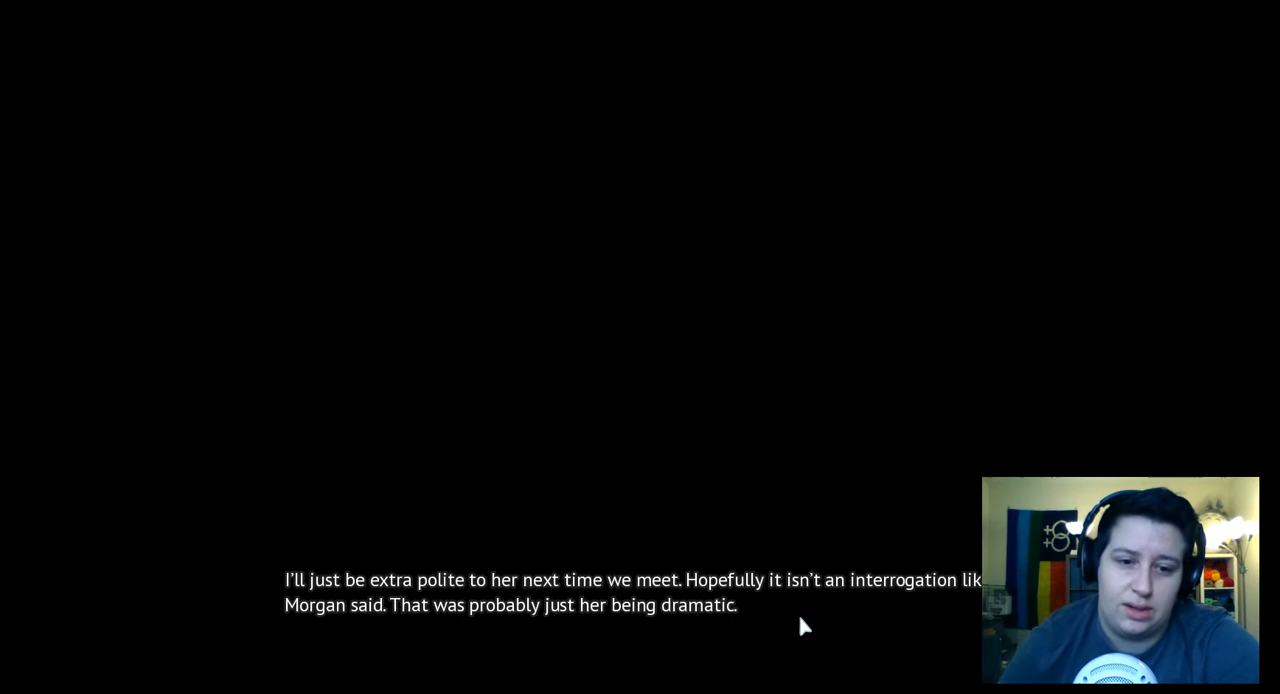 I'll just be extra polite to her next time we meet. Hopefully it isn't an interrogation lik
Morgan said. That was probably just her being dramatic.